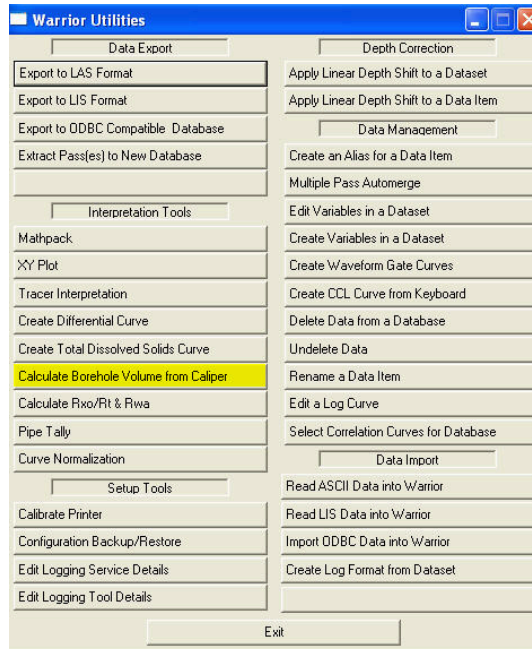 Warrior Utilities
Data Export
Export to LAS Format
Export to LIS Format
Export to ODBC Compatible Database
Extract Pass(es) to New Database
Interpretation Tools
Mathpack
XY Plot
Tracer Interpretation
Create Differential Curve
Create Total Dissolved Solids Curve
Calculate Borehole Volume from Caliper
Calculate Rxo/Rt & Rwa
Pipe Tally
Curve Normalization
Setup Tools
Calibrate Printer
Configuration Backup/Restore
Edit Logging Service Details
Edit Logging Tool Details
Depth Correction
Apply Linear Depth Shift to a Dataset
Apply Linear Depth Shift to a Data Item
Data Management
Create an Alias for a Data Item
Multiple Pass Automerge
Edit Variables in a Dataset
Create Variables in a Dataset
Create Waveform Gate Curves
Create CCL Curve from Keyboard
Delete Data from a Database
Undelete Data
Rename a Data Item
Edit a Log Curve
Select Correlation Curves for Database
Data Import
Read ASCII Data into Warrior
Read LIS Data into Warrior
Import ODBC Data into Warrior
Create Log Format from Dataset
Exit